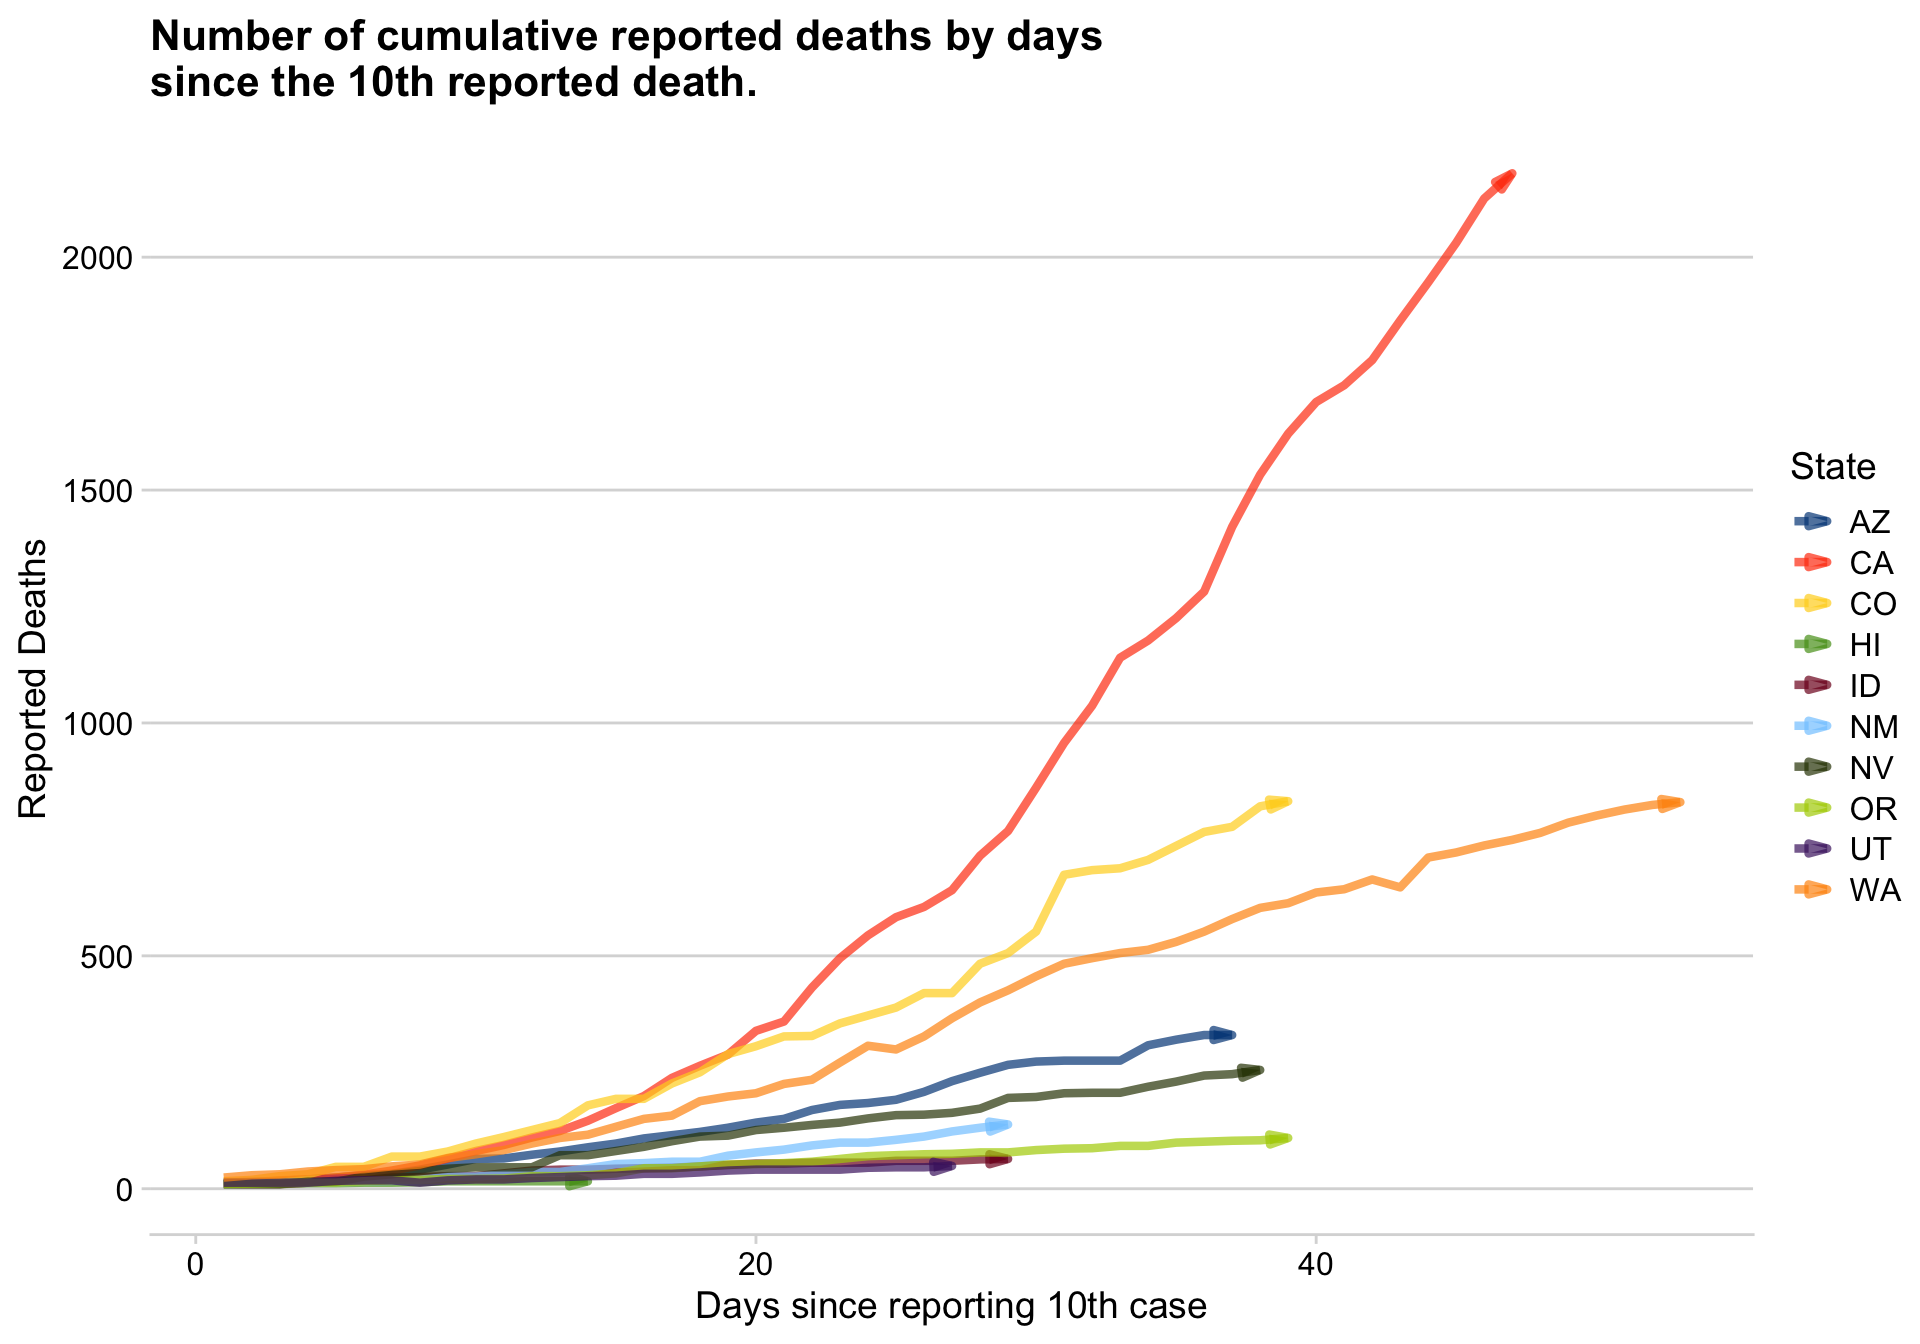 Number of cumulative reported deaths by days
since the 10th reported death.
Reported Deaths
2000
1500
1000
500
0
0
20
40
Days since reporting 10th case
State
AZ
CA
CO
HI
ID
NM
NV
OR
UT
WA